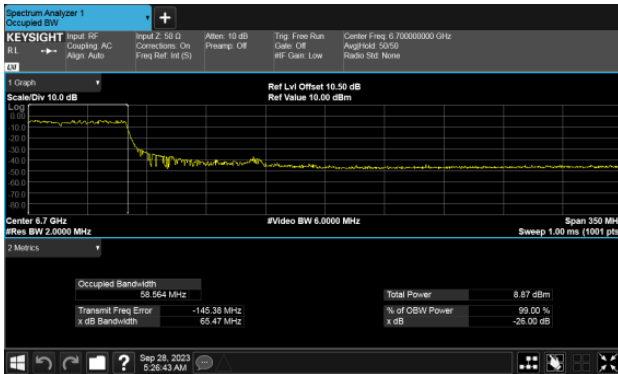 Spectrum Analyzer 1
Occupied BW
+
KEYSIGHT Input: RF Input Z: 50 Ω Atten: 10 dB Trig: Free Run Center Freq: 6.700000000 GHz
RL Coupling: AC Corrections: On Preamp: Off Gate: Off Avg|Hold: 50/50
Align: Auto Freq Ref: Int (S) #IF Gain: Low Radio Std: None
LXI
1 Graph
Ref Lvl Offset 10.50 dB
Scale/Div 10.0 dB Ref Value 10.00 dBm
Log
0.00
-10.0
-20.0
-30.0
-40.0
-50.0
-60.0
-70.0
-80.0
Center 6.7 GHz #Video BW 6.0000 MHz Span 350 MH
#Res BW 2.0000 MHz Sweep 1.00 ms (1001 pts
2 Metrics
Occupied Bandwidth
58.564 MHz Total Power 8.87 dBm
Transmit Freq Error -145.38 MHz % of OBW Power 99.00 %
x dB Bandwidth 65.47 MHz x dB -26.00 dB
? Sep 28, 2023
5:26:43 AM